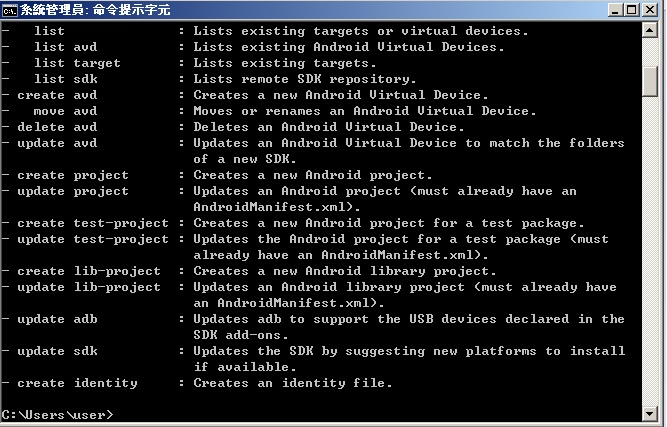 系統管理員: 命令提示字元
-    list              : Lists existing targets or virtual devices.
-    list avd          : Lists existing Android Virtual Devices.
-    list target       : Lists existing targets.
-    list sdk          : Lists remote SDK repository.
- create avd           : Creates a new Android Virtual Device.
-   move avd           : Moves or renames an Android Virtual Device.
- delete avd           : Deletes an Android Virtual Device.
- update avd           : Updates an Android Virtual Device to match the folders
                         of a new SDK.
- create project       : Creates a new Android project.
- update project       : Updates an Android project (must already have an
                         AndroidManifest.xml).
- create test-project : Creates a new Android project for a test package.
- update test-project : Updates the Android project for a test package (must
                         already have an AndroidManifest.xml).
- create lib-project   : Creates a new Android library project.
- update lib-project   : Updates an Android library project (must already have
                         an AndroidManifest.xml).
- update adb           : Updates adb to support the USB devices declared in the
                         SDK add-ons.
- update sdk           : Updates the SDK by suggesting new platforms to install
                         if available.
- create identity      : Creates an identity file.
C:\Users\user>